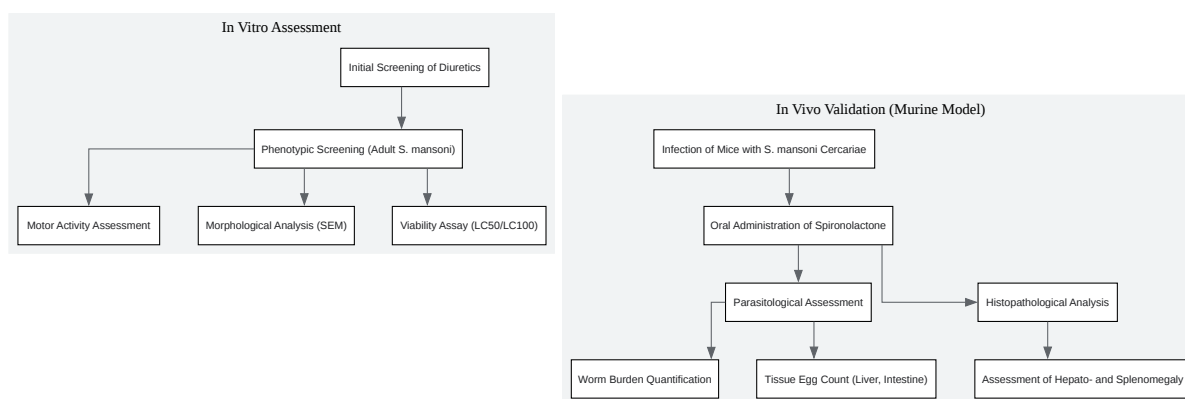 In Vitro Assessment
Initial Screening of Diuretics
Phenotypic Screening (Adult S. mansoni)
Motor Activity Assessment
Morphological Analysis (SEM)
Viability Assay (LC50/LC100)
In Vivo Validation (Murine Model)
Infection of Mice with S. mansoni Cercariae
Oral Administration of Spironolactone
Parasitological Assessment
Histopathological Analysis
Worm Burden Quantification
Tissue Egg Count (Liver, Intestine)
Assessment of Hepato- and Splenomegaly